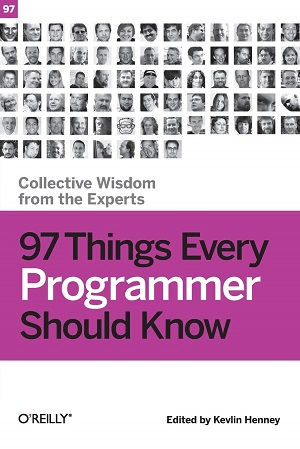 97
Collective Wisdom
from the Experts
97 Things Every
Programmer
Should Know
O'REILLY®
Edited by Kevlin Henney